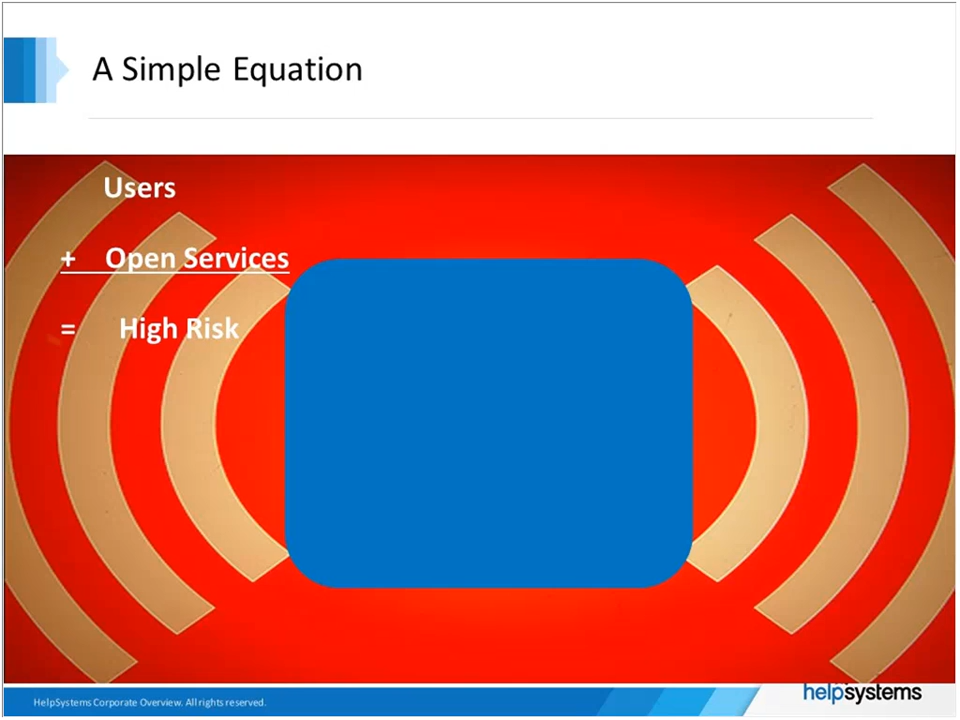 A Simple Equation
Users
+ Open Services
= High Risk
HelpSystems Corporate Overview. All rights reserved.
helpsystems